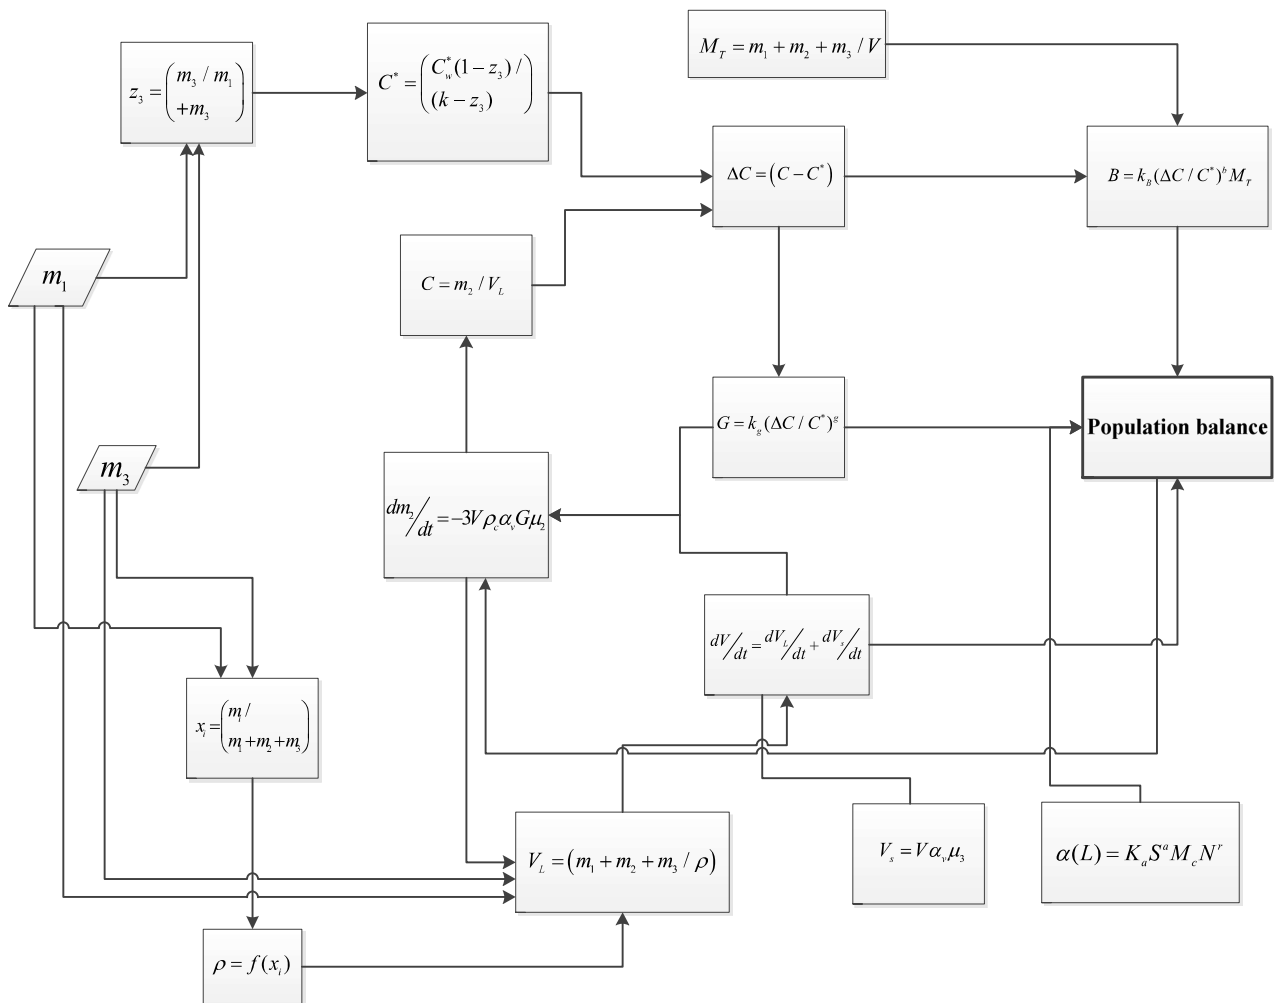 M_T = m_1 + m_2 + m_3 / V
z_3 = ( m_3 / m_1
+m_3 )
C^* = ( C_w^*(1 − z_3) /
(k − z_3) )
ΔC = (C − C^*)
B = k_B (ΔC / C^*)^b M_T
m_1
C = m_2 / V_L
G = k_g (ΔC / C^*)^g
Population balance
m_3
dm_2/dt = −3Vρ_c α_v Gμ_2
dV/dt = dV_L/dt + dV_s/dt
x_i = ( m_i /
m_1 + m_2 + m_3 )
V_L = (m_1 + m_2 + m_3 / ρ)
V_s = Vα_v μ_3
α(L) = K_a S^a M_c N^r
ρ = f(x_i)